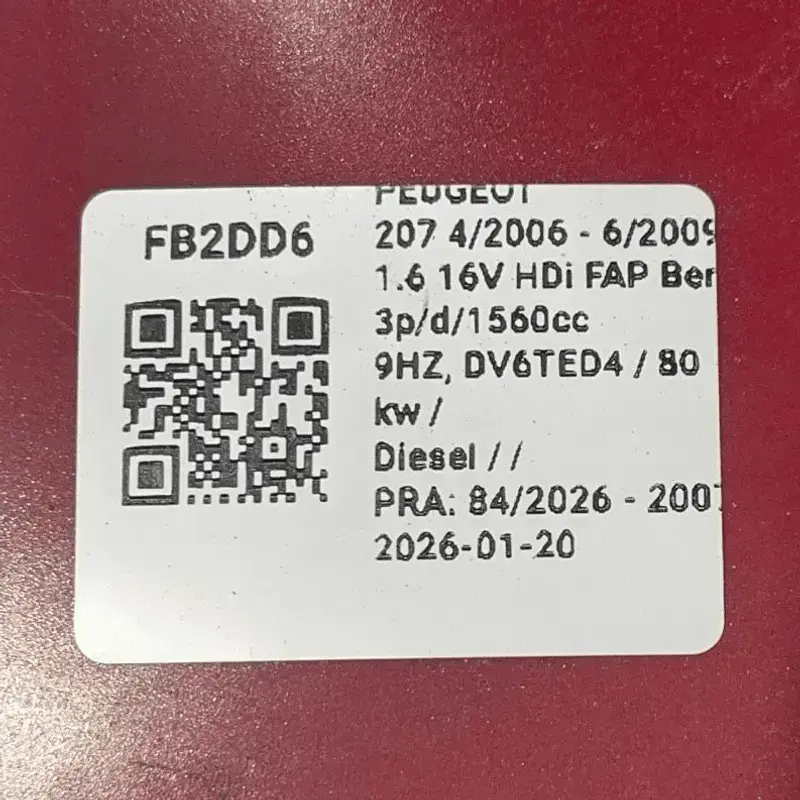 FB2DD6
PEUGEOT
207 4/2006 - 6/2009
1.6 16V HDi FAP Ber
3p/d/1560cc
9HZ, DV6TED4 / 80
kw /
Diesel / /
PRA: 84/2026 - 2007
2026-01-20